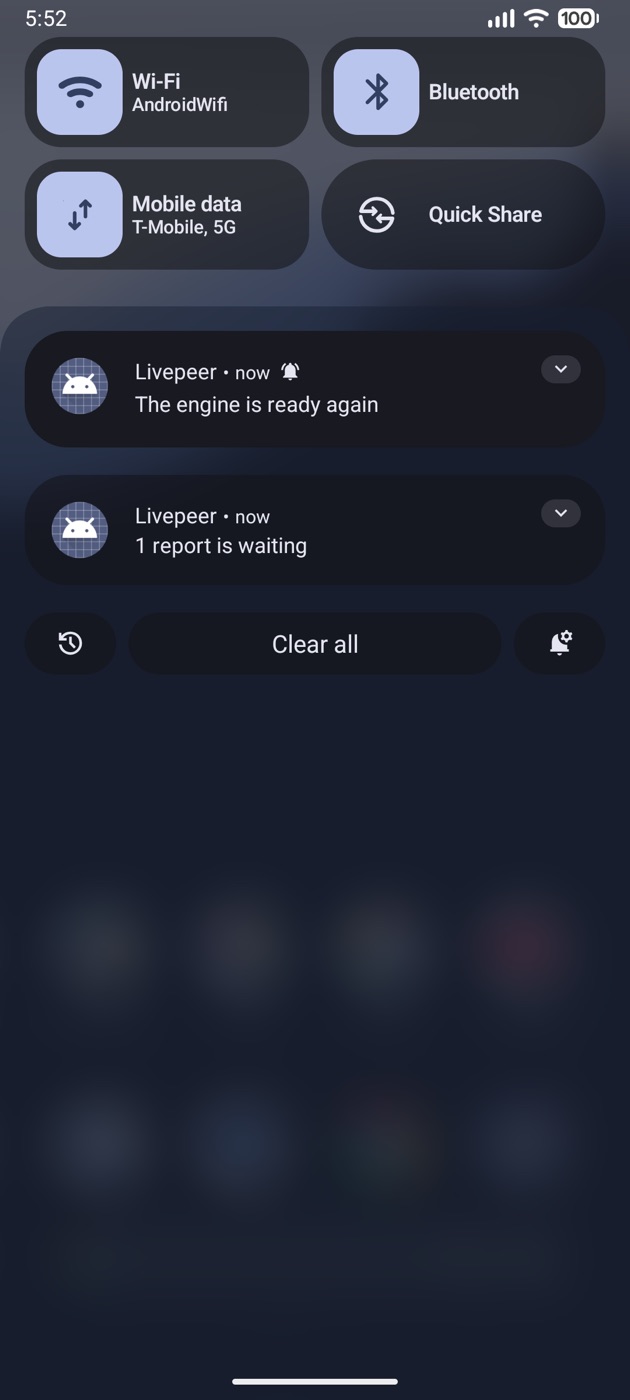 5:52
100
Wi-Fi
AndroidWifi
Bluetooth
Mobile data
T-Mobile, 5G
Quick Share
Livepeer • now
The engine is ready again
Livepeer • now
1 report is waiting
Clear all